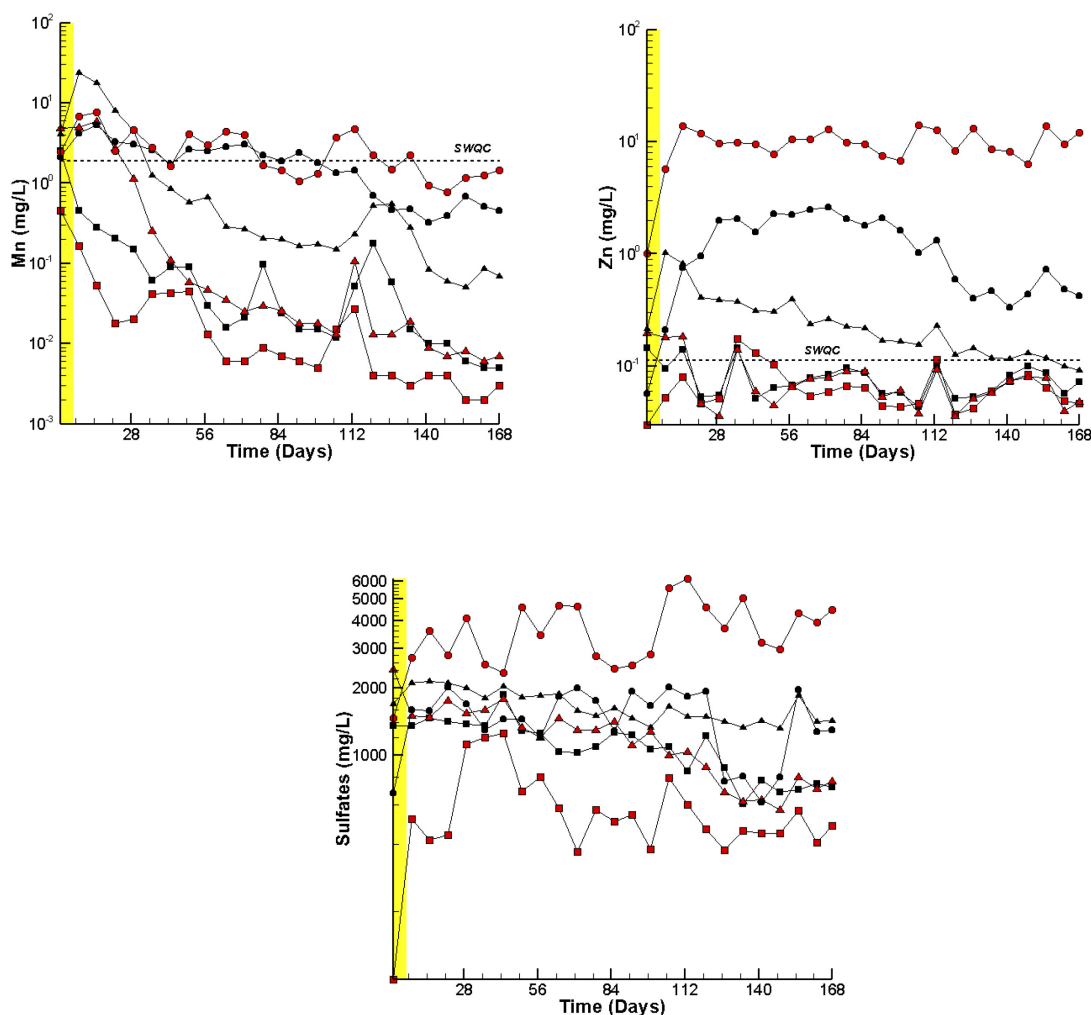 10²
10¹
10⁰
10⁻¹
10⁻²
10⁻³
Mn (mg/L)
SWQC
28 56 84 112 140 168
Time (Days)
10²
10¹
10⁰
10⁻¹
Zn (mg/L)
SWQC
28 56 84 112 140 168
Time (Days)
6000
5000
4000
3000
2000
1000
Sulfates (mg/L)
28 56 84 112 140 168
Time (Days)